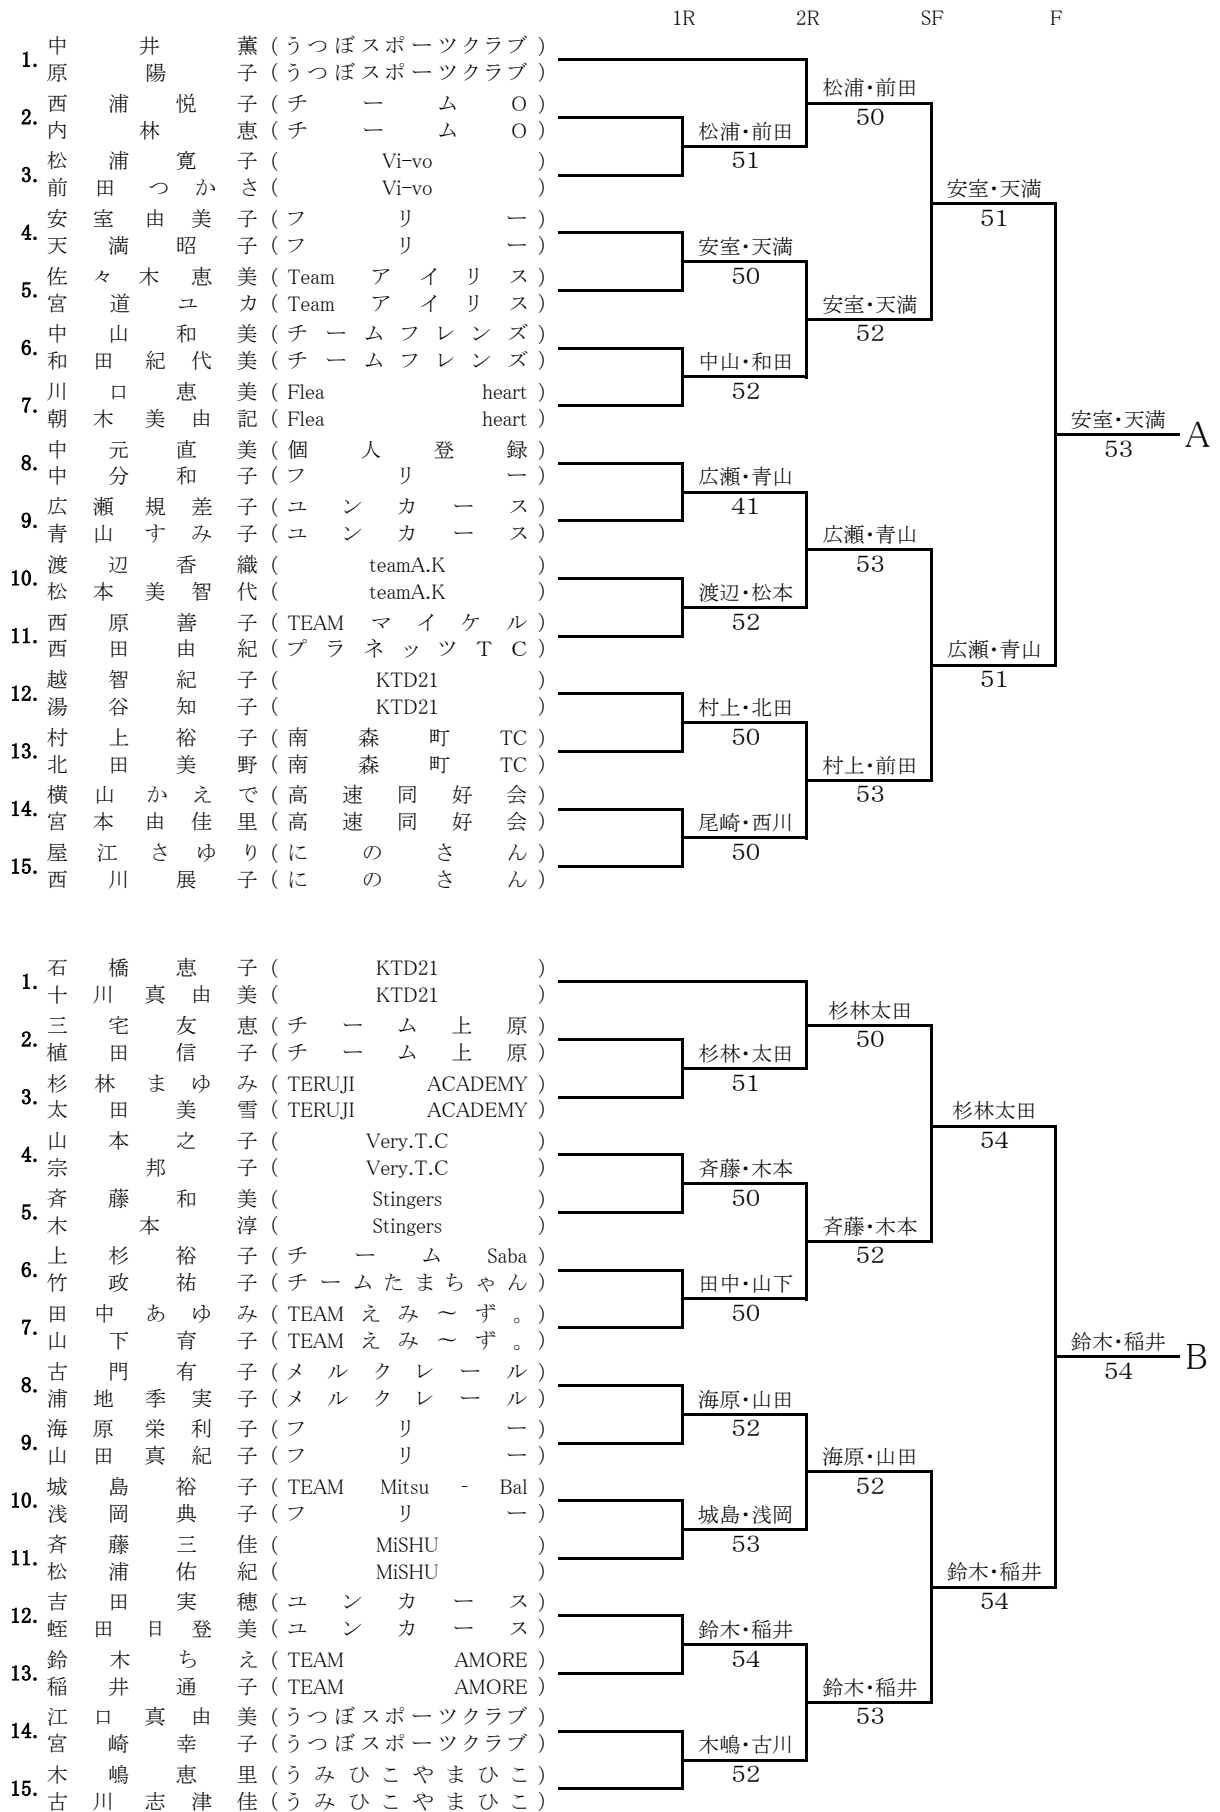 1R 2R SF F
1.
中井薫(うつぼスポーツクラブ)
原陽子(うつぼスポーツクラブ)
2.
西浦悦子(チームO)
内林恵(チームO)
3.
松浦寛子(Vi-vo)
前田つかさ(Vi-vo)
4.
安室由美子(フリー)
天満昭子(フリー)
5.
佐々木恵美(Team アイリス)
宮道ユカ(Team アイリス)
6.
中山和美(チームフレンズ)
和田紀代美(チームフレンズ)
7.
川口恵美(Flea heart)
朝木美由記(Flea heart)
8.
中元直美(個人登録)
中分和子(フリー)
9.
広瀬規差子(ユンカース)
青山すみ子(ユンカース)
10.
渡辺香織(teamA.K)
松本美智代(teamA.K)
11.
西原善子(TEAM マイケル)
西田由紀(プラネッツTC)
12.
越智紀子(KTD21)
湯谷知子(KTD21)
13.
村上裕子(南森町TC)
北田美野(南森町TC)
14.
横山かえで(高速同好会)
宮本由佳里(高速同好会)
15.
屋江さゆり(にのさん)
西川展子(にのさん)
松浦・前田
51
安室・天満
50
中山・和田
52
広瀬・青山
41
渡辺・松本
52
村上・北田
50
尾崎・西川
50
松浦・前田
50
安室・天満
52
広瀬・青山
53
村上・前田
53
安室・天満
51
広瀬・青山
51
安室・天満
53
A
1.
石橋恵子(KTD21)
十川真由美(KTD21)
2.
三宅友恵(チーム上原)
植田信子(チーム上原)
3.
杉林まゆみ(TERUJI ACADEMY)
太田美雪(TERUJI ACADEMY)
4.
山本之子(Very.T.C)
宗邦子(Very.T.C)
5.
斉藤和美(Stingers)
木本淳(Stingers)
6.
上杉裕子(チームSaba)
竹政祐子(チームたまちゃん)
7.
田中あゆみ(TEAMえみ～ず。)
山下育子(TEAMえみ～ず。)
8.
古門有子(メルクレール)
浦地季実子(メルクレール)
9.
海原栄利子(フリー)
山田真紀子(フリー)
10.
城島裕子(TEAM Mitsu - Bal)
浅岡典子(フリー)
11.
斉藤三佳(MiSHU)
松浦佑紀(MiSHU)
12.
吉田実穂(ユンカース)
蛭田日登美(ユンカース)
13.
鈴木ちえ(TEAM AMORE)
稲井通子(TEAM AMORE)
14.
江口真由美(うつぼスポーツクラブ)
宮崎幸子(うつぼスポーツクラブ)
15.
木嶋恵里(うみひこやまひこ)
古川志津佳(うみひこやまひこ)
杉林・太田
51
斉藤・木本
50
田中・山下
50
海原・山田
52
城島・浅岡
53
鈴木・稲井
54
木嶋・古川
52
杉林太田
50
斉藤・木本
52
海原・山田
52
鈴木・稲井
53
杉林太田
54
鈴木・稲井
54
鈴木・稲井
54
B